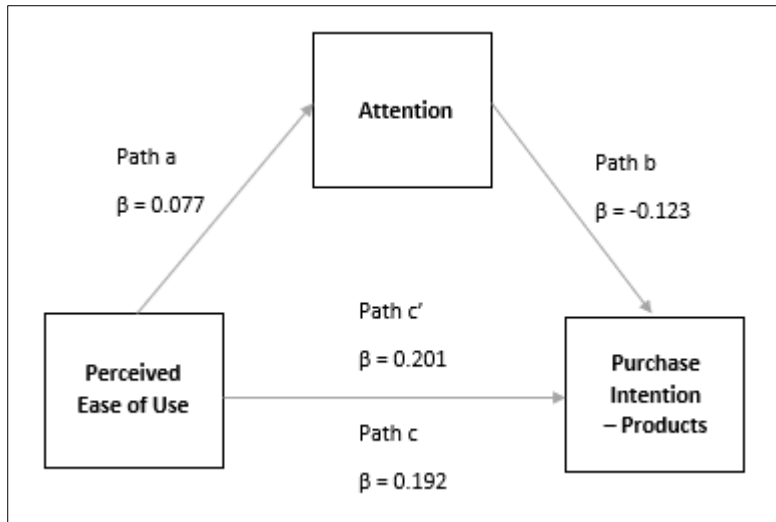 Attention
Path a
β = 0.077
Path b
β = -0.123
Perceived
Ease of Use
Path c′
β = 0.201
Path c
β = 0.192
Purchase
Intention
– Products